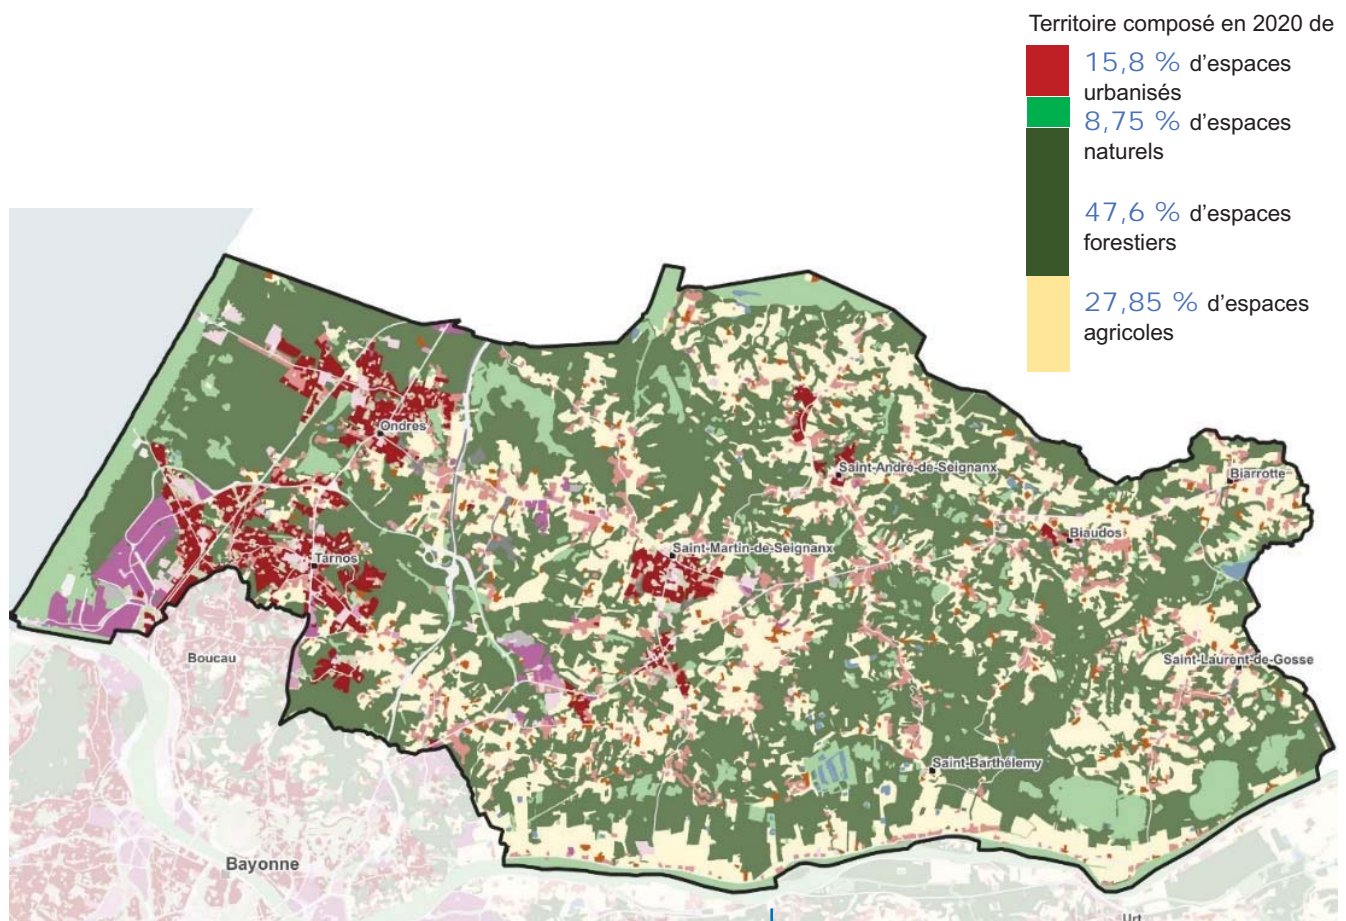 Territoire composé en 2020 de
15,8 % d'espaces
urbanisés
8,75 % d'espaces
naturels
47,6 % d'espaces
forestiers
27,85 % d'espaces
agricoles
Ondres
Saint-André-de-Seignanx
Biarrotte
Biaudos
Saint-Martin-de-Seignanx
Tarnos
Boucau
Saint-Laurent-de-Gosse
Saint-Barthélemy
Bayonne
Urt